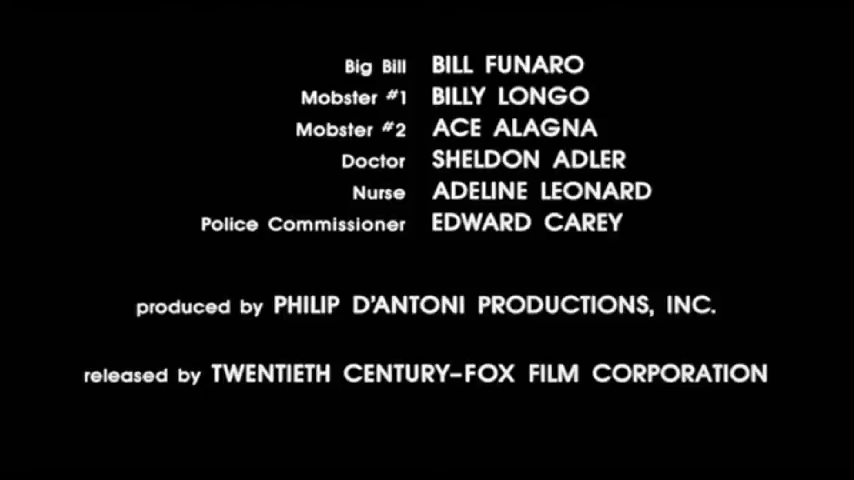 Big Bill BILL FUNARO
Mobster #1 BILLY LONGO
Mobster #2 ACE ALAGNA
Doctor SHELDON ADLER
Nurse ADELINE LEONARD
Police Commissioner EDWARD CAREY
produced by PHILIP D'ANTONI PRODUCTIONS, INC.
released by TWENTIETH CENTURY–FOX FILM CORPORATION